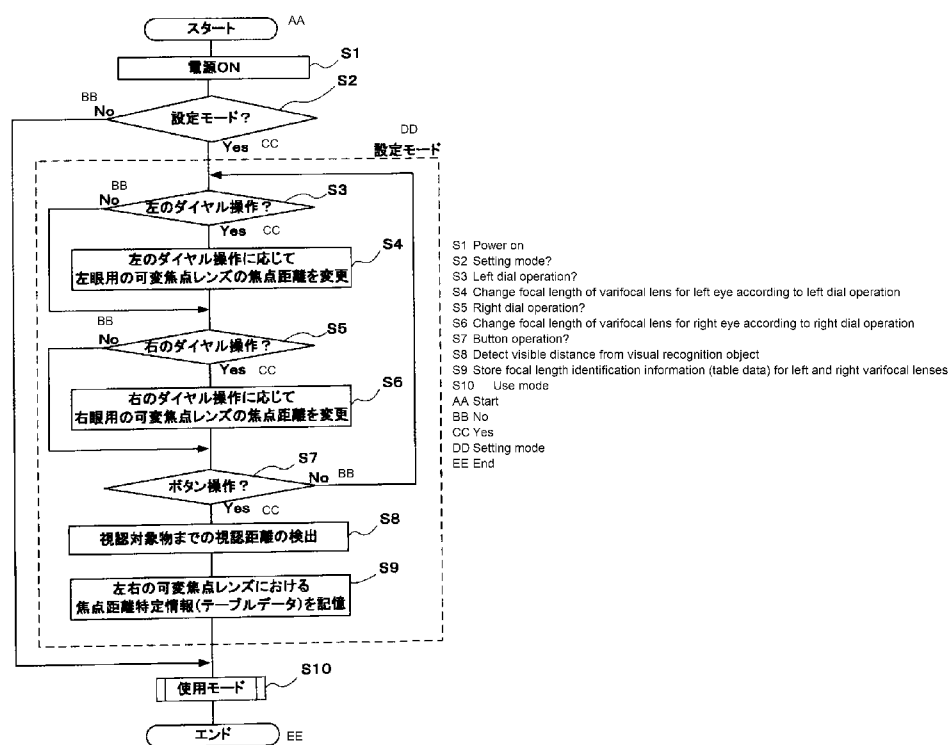 スタート
AA
S1
電源ON
S2
BB
No
設定モード?
Yes CC
DD
設定モード
BB
No
S3
左のダイヤル操作?
Yes CC
S4
左のダイヤル操作に応じて
左眼用の可変焦点レンズの焦点距離を変更
BB
No
S5
右のダイヤル操作?
Yes CC
S6
右のダイヤル操作に応じて
右眼用の可変焦点レンズの焦点距離を変更
S7
No BB
ボタン操作?
Yes CC
S8
視認対象物までの視認距離の検出
S9
左右の可変焦点レンズにおける
焦点距離特定情報(テーブルデータ)を記憶
S10
使用モード
エンド
EE
S1 Power on
S2 Setting mode?
S3 Left dial operation?
S4 Change focal length of varifocal lens for left eye according to left dial operation
S5 Right dial operation?
S6 Change focal length of varifocal lens for right eye according to right dial operation
S7 Button operation?
S8 Detect visible distance from visual recognition object
S9 Store focal length identification information (table data) for left and right varifocal lenses
S10 Use mode
AA Start
BB No
CC Yes
DD Setting mode
EE End